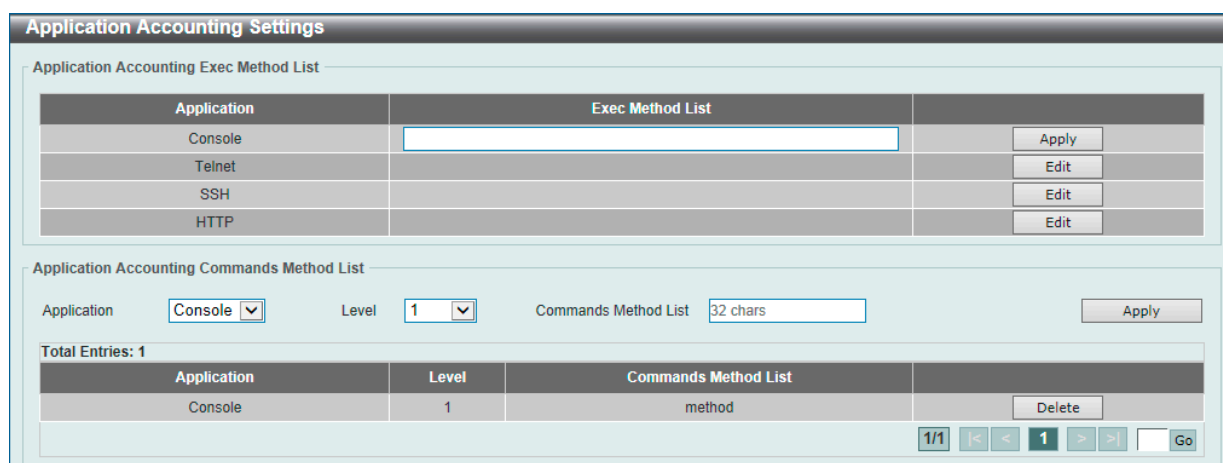 Application Accounting Settings
Application Accounting Exec Method List
Application Exec Method List
Console Apply
Telnet Edit
SSH Edit
HTTP Edit
Application Accounting Commands Method List
Application Console Level 1 Commands Method List 32 chars Apply
Total Entries: 1
Application Level Commands Method List
Console 1 method Delete
1/1 |< < 1 > >| Go